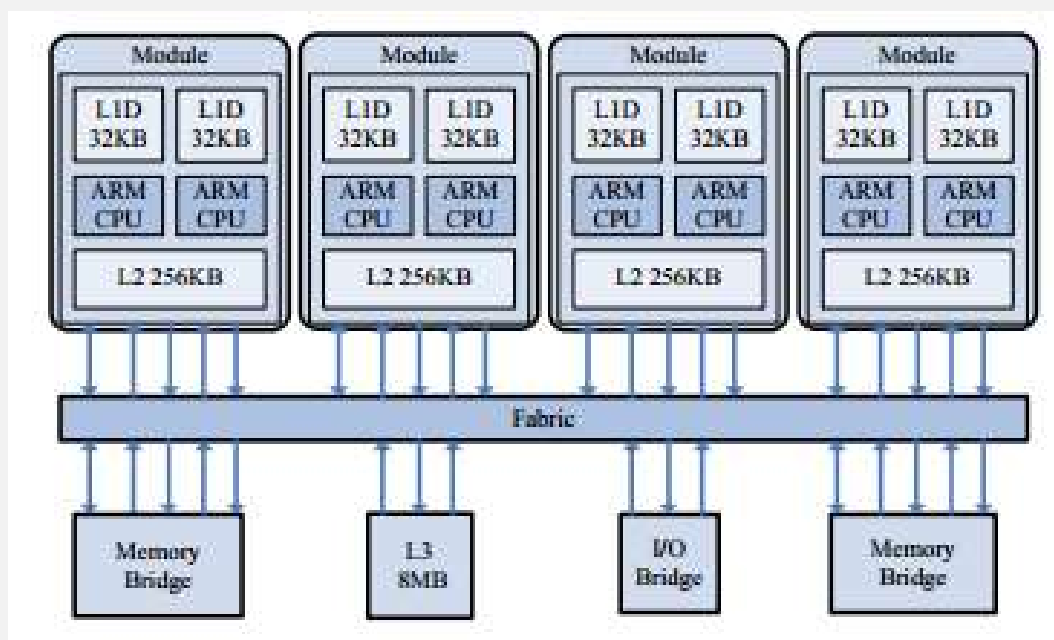 Module
L1D
32KB
L1D
32KB
ARM
CPU
ARM
CPU
L2 256KB
Module
L1D
32KB
L1D
32KB
ARM
CPU
ARM
CPU
L2 256KB
Module
L1D
32KB
L1D
32KB
ARM
CPU
ARM
CPU
L2 256KB
Module
L1D
32KB
L1D
32KB
ARM
CPU
ARM
CPU
L2 256KB
Fabric
Memory
Bridge
L3
8MB
I/O
Bridge
Memory
Bridge